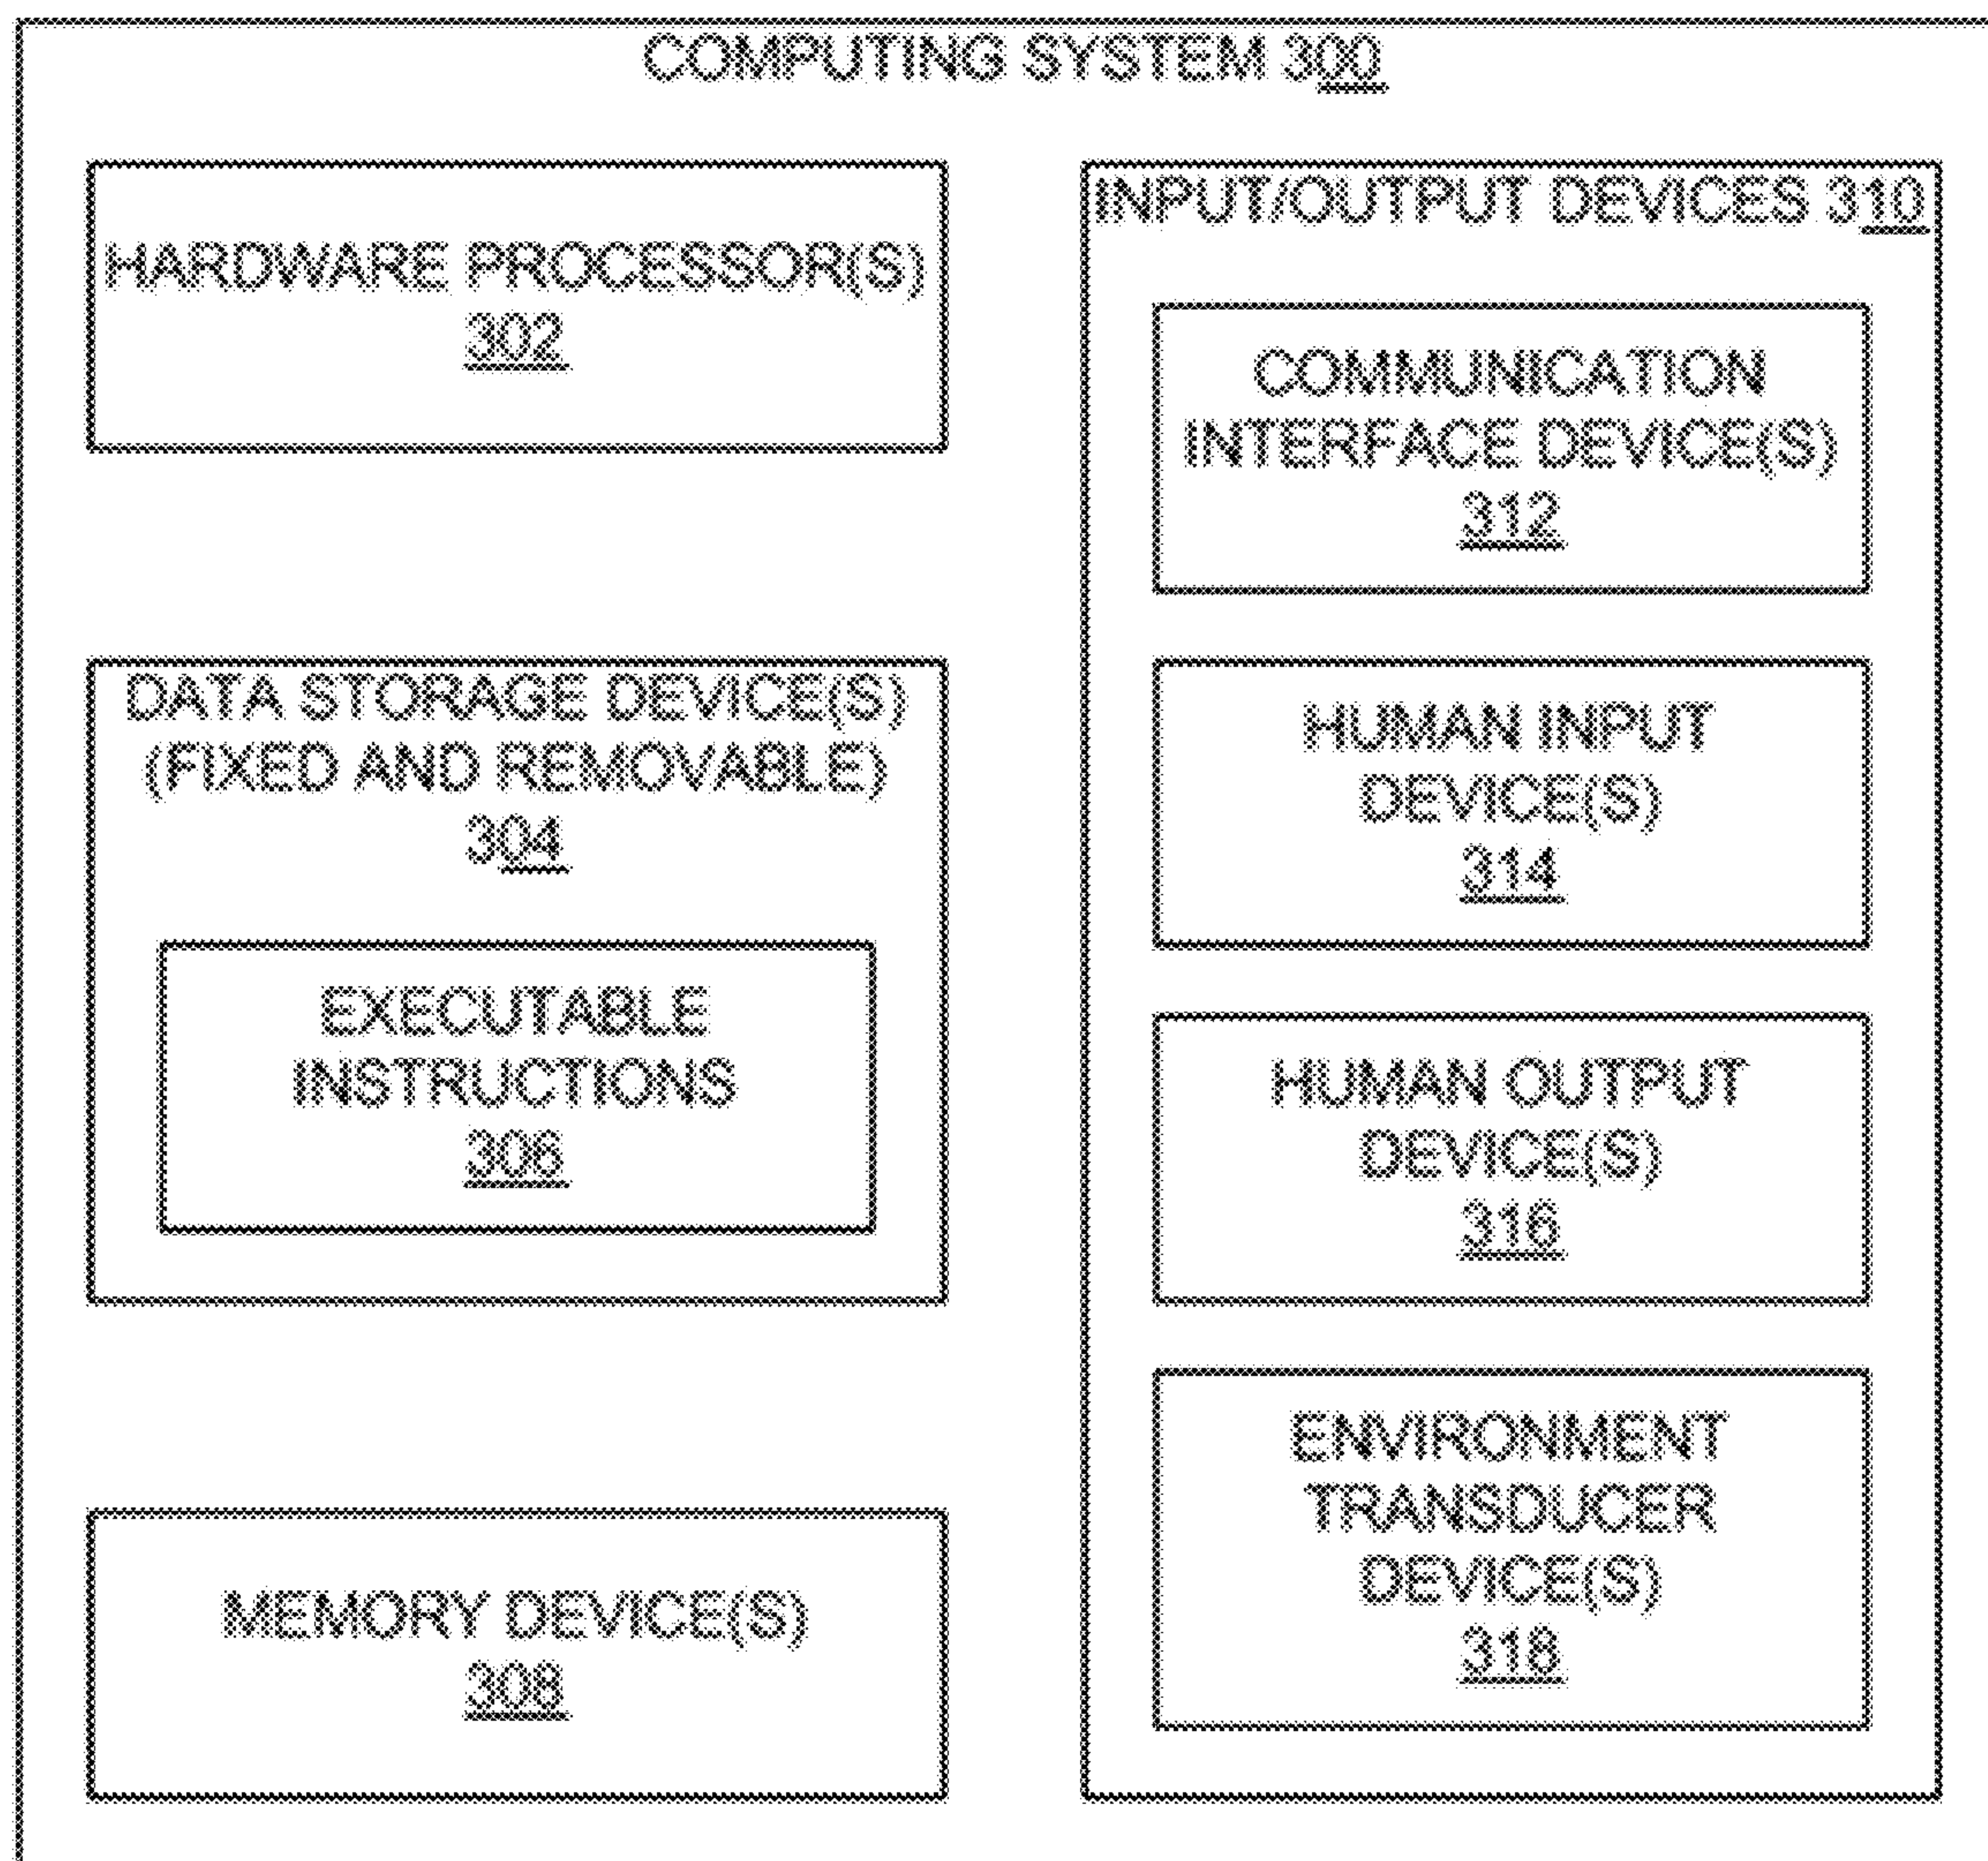 COMPUTING SYSTEM 300
HARDWARE PROCESSOR(S)
302
DATA STORAGE DEVICE(S)
(FIXED AND REMOVABLE)
304
EXECUTABLE
INSTRUCTIONS
306
MEMORY DEVICE(S)
308
INPUT/OUTPUT DEVICES 310
COMMUNICATION
INTERFACE DEVICE(S)
312
HUMAN INPUT
DEVICE(S)
314
HUMAN OUTPUT
DEVICE(S)
316
ENVIRONMENT
TRANSDUCER
DEVICE(S)
318